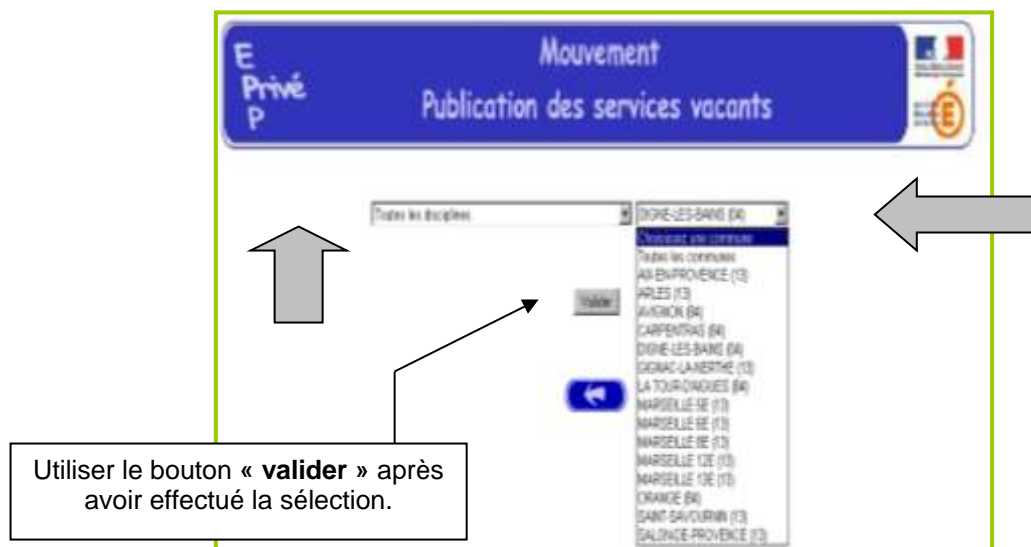 E
Privé
P
Mouvement
Publication des services vacants
Toutes les disciplines
DIGNE-LES-BAINS (04)
Choisissez une commune
Toutes les communes
AIX-EN-PROVENCE (13)
ARLES (13)
AVIGNON (84)
CARPENTRAS (84)
DIGNE-LES-BAINS (04)
GIGNAC-LA-NERTHE (13)
LA TOUR-D'AIGUES (84)
MARSEILLE 5E (13)
MARSEILLE 6E (13)
MARSEILLE 8E (13)
MARSEILLE 12E (13)
MARSEILLE 13E (13)
ORANGE (84)
SAINT-SAVOURNIN (13)
SALON-DE-PROVENCE (13)
Valider
Utiliser le bouton « valider » après
avoir effectué la sélection.